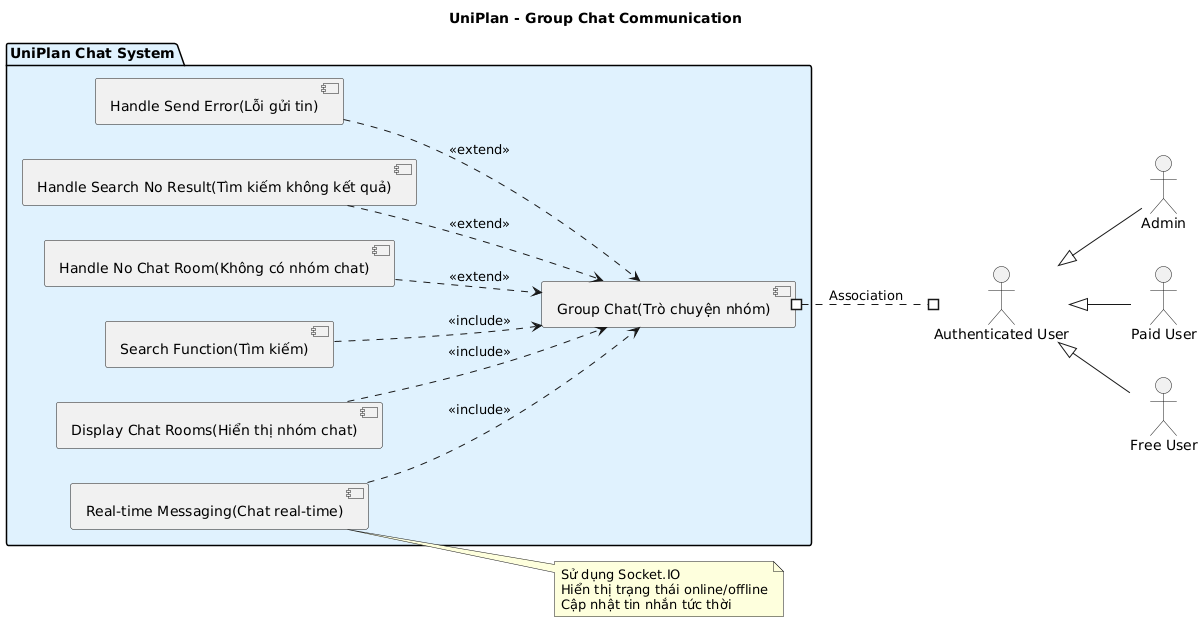 UniPlan - Group Chat Communication
UniPlan Chat System
Handle Send Error(Lỗi gửi tin)
«extend»
Handle Search No Result(Tìm kiếm không kết quả)
«extend»
Handle No Chat Room(Không có nhóm chat)
«extend»
Group Chat(Trò chuyện nhóm)
Association
Search Function(Tìm kiếm)
«include»
«include»
Display Chat Rooms(Hiển thị nhóm chat)
«include»
Real-time Messaging(Chat real-time)
Admin
Authenticated User
Paid User
Free User
Sử dụng Socket.IO
Hiển thị trạng thái online/offline
Cập nhật tin nhắn tức thời